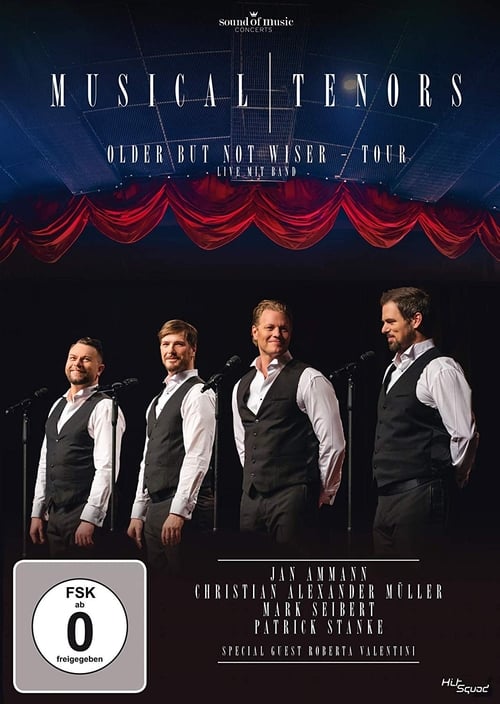 sound of music
CONCERTS
MUSICAL TENORS
OLDER BUT NOT WISER – TOUR
LIVE MIT BAND
JAN AMMANN
CHRISTIAN ALEXANDER MÜLLER
MARK SEIBERT
PATRICK STANKE
SPECIAL GUEST ROBERTA VALENTINI
FSK
ab
0
freigegeben
Hit Squad